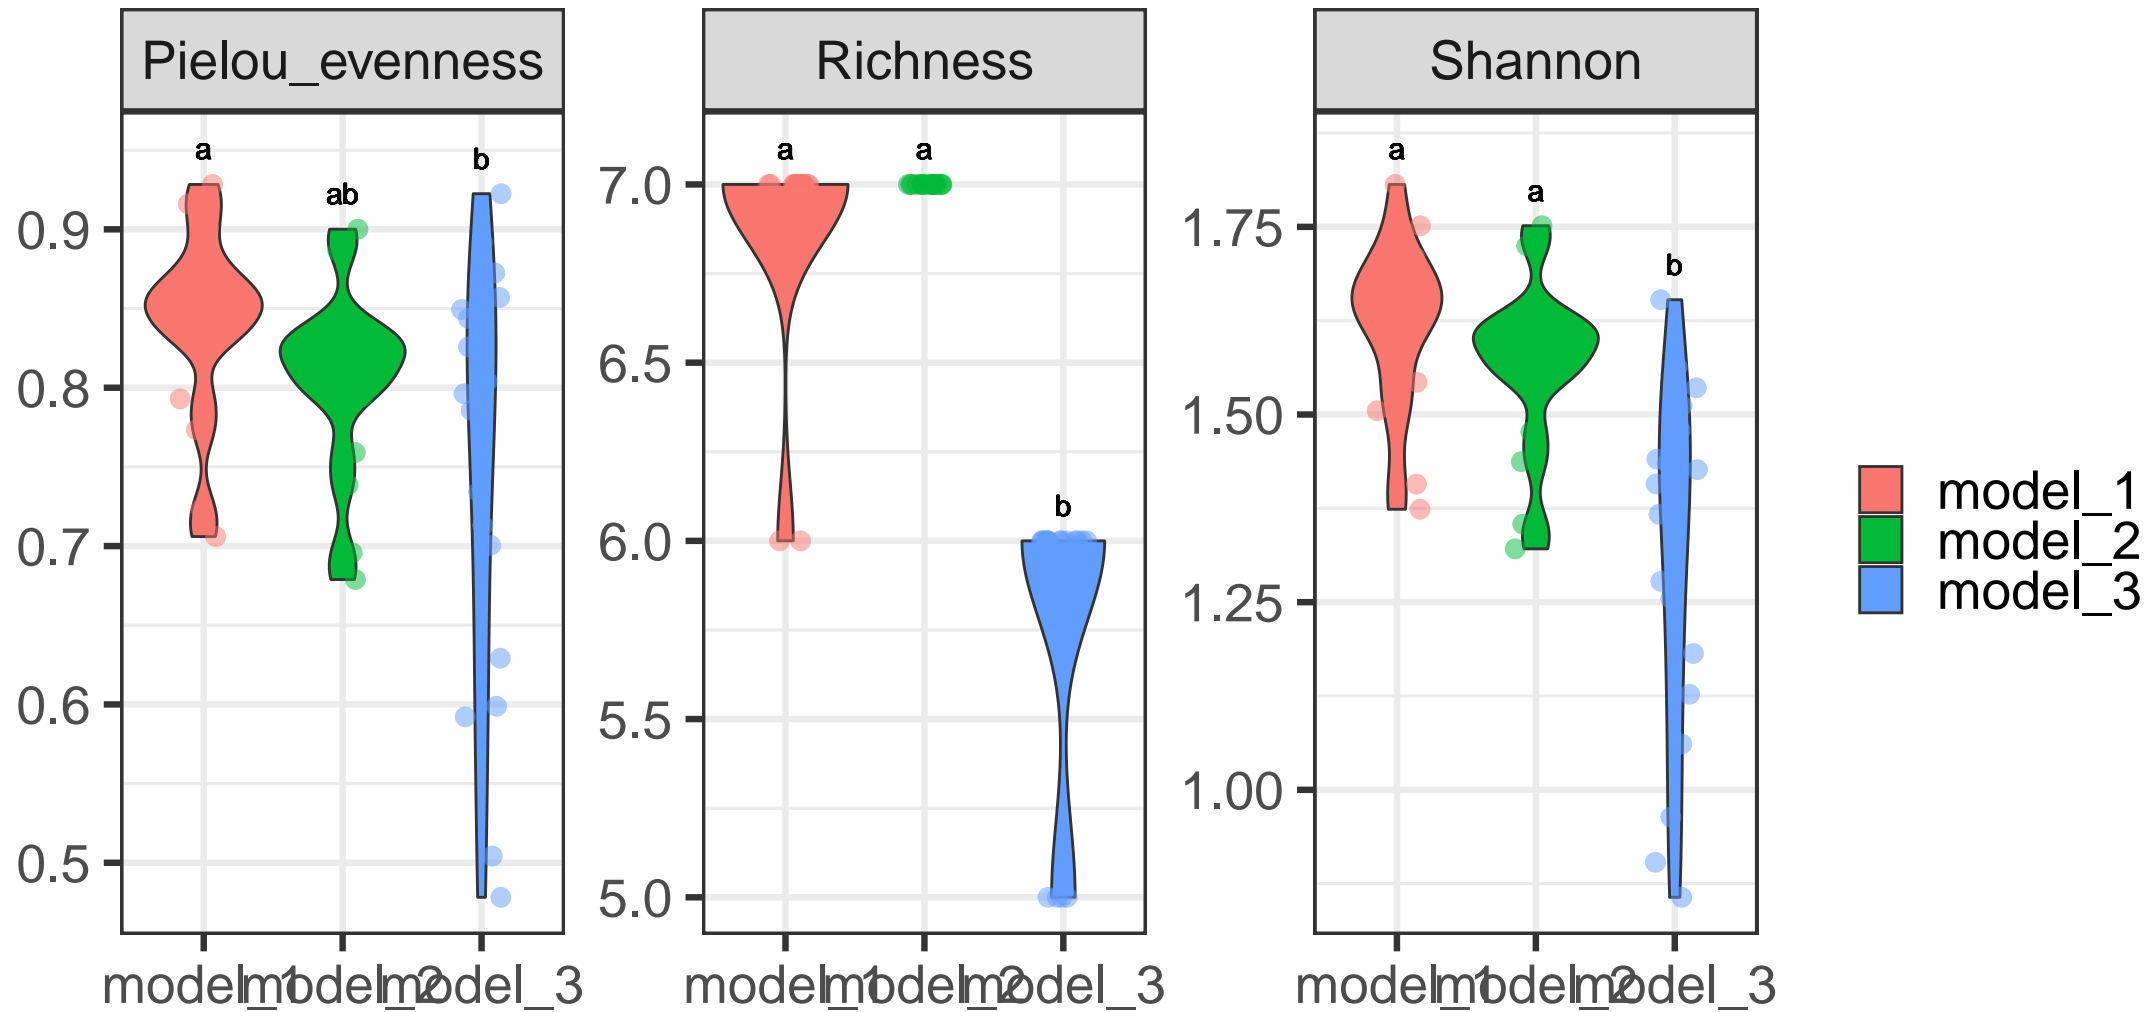 Pielou_evenness
Richness
Shannon
a
ab
b
0.9
0.8
0.7
0.6
0.5
model_1
model_2
model_3
a
a
b
7.0
6.5
6.0
5.5
5.0
model_1
model_2
model_3
a
a
b
1.75
1.50
1.25
1.00
model_1
model_2
model_3
model_1
model_2
model_3